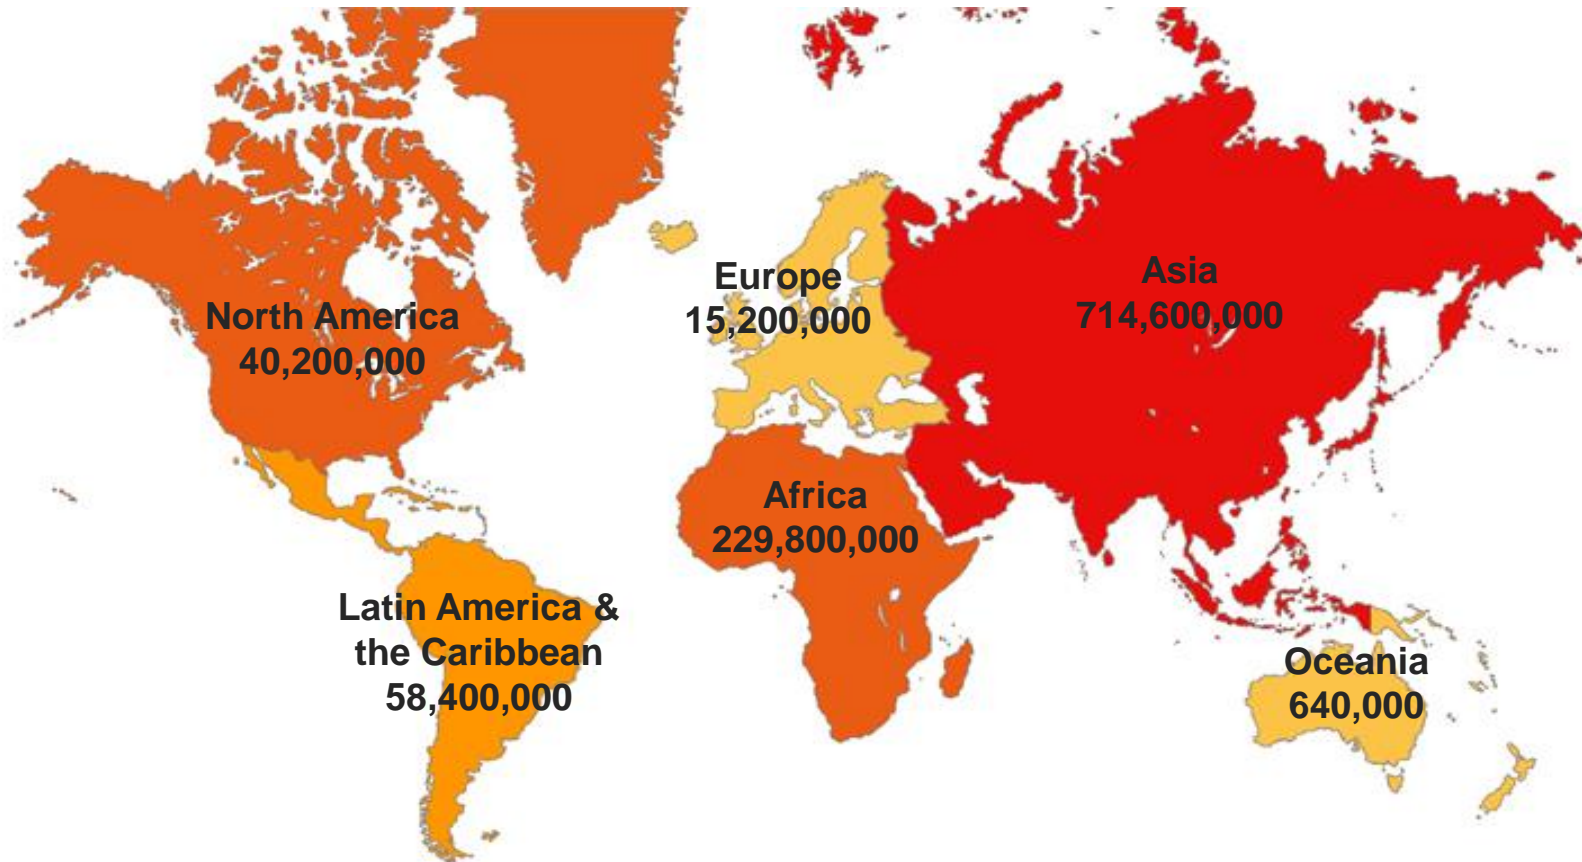 North America
40,200,000
Europe
15,200,000
Asia
714,600,000
Africa
229,800,000
Latin America &
the Caribbean
58,400,000
Oceania
640,000